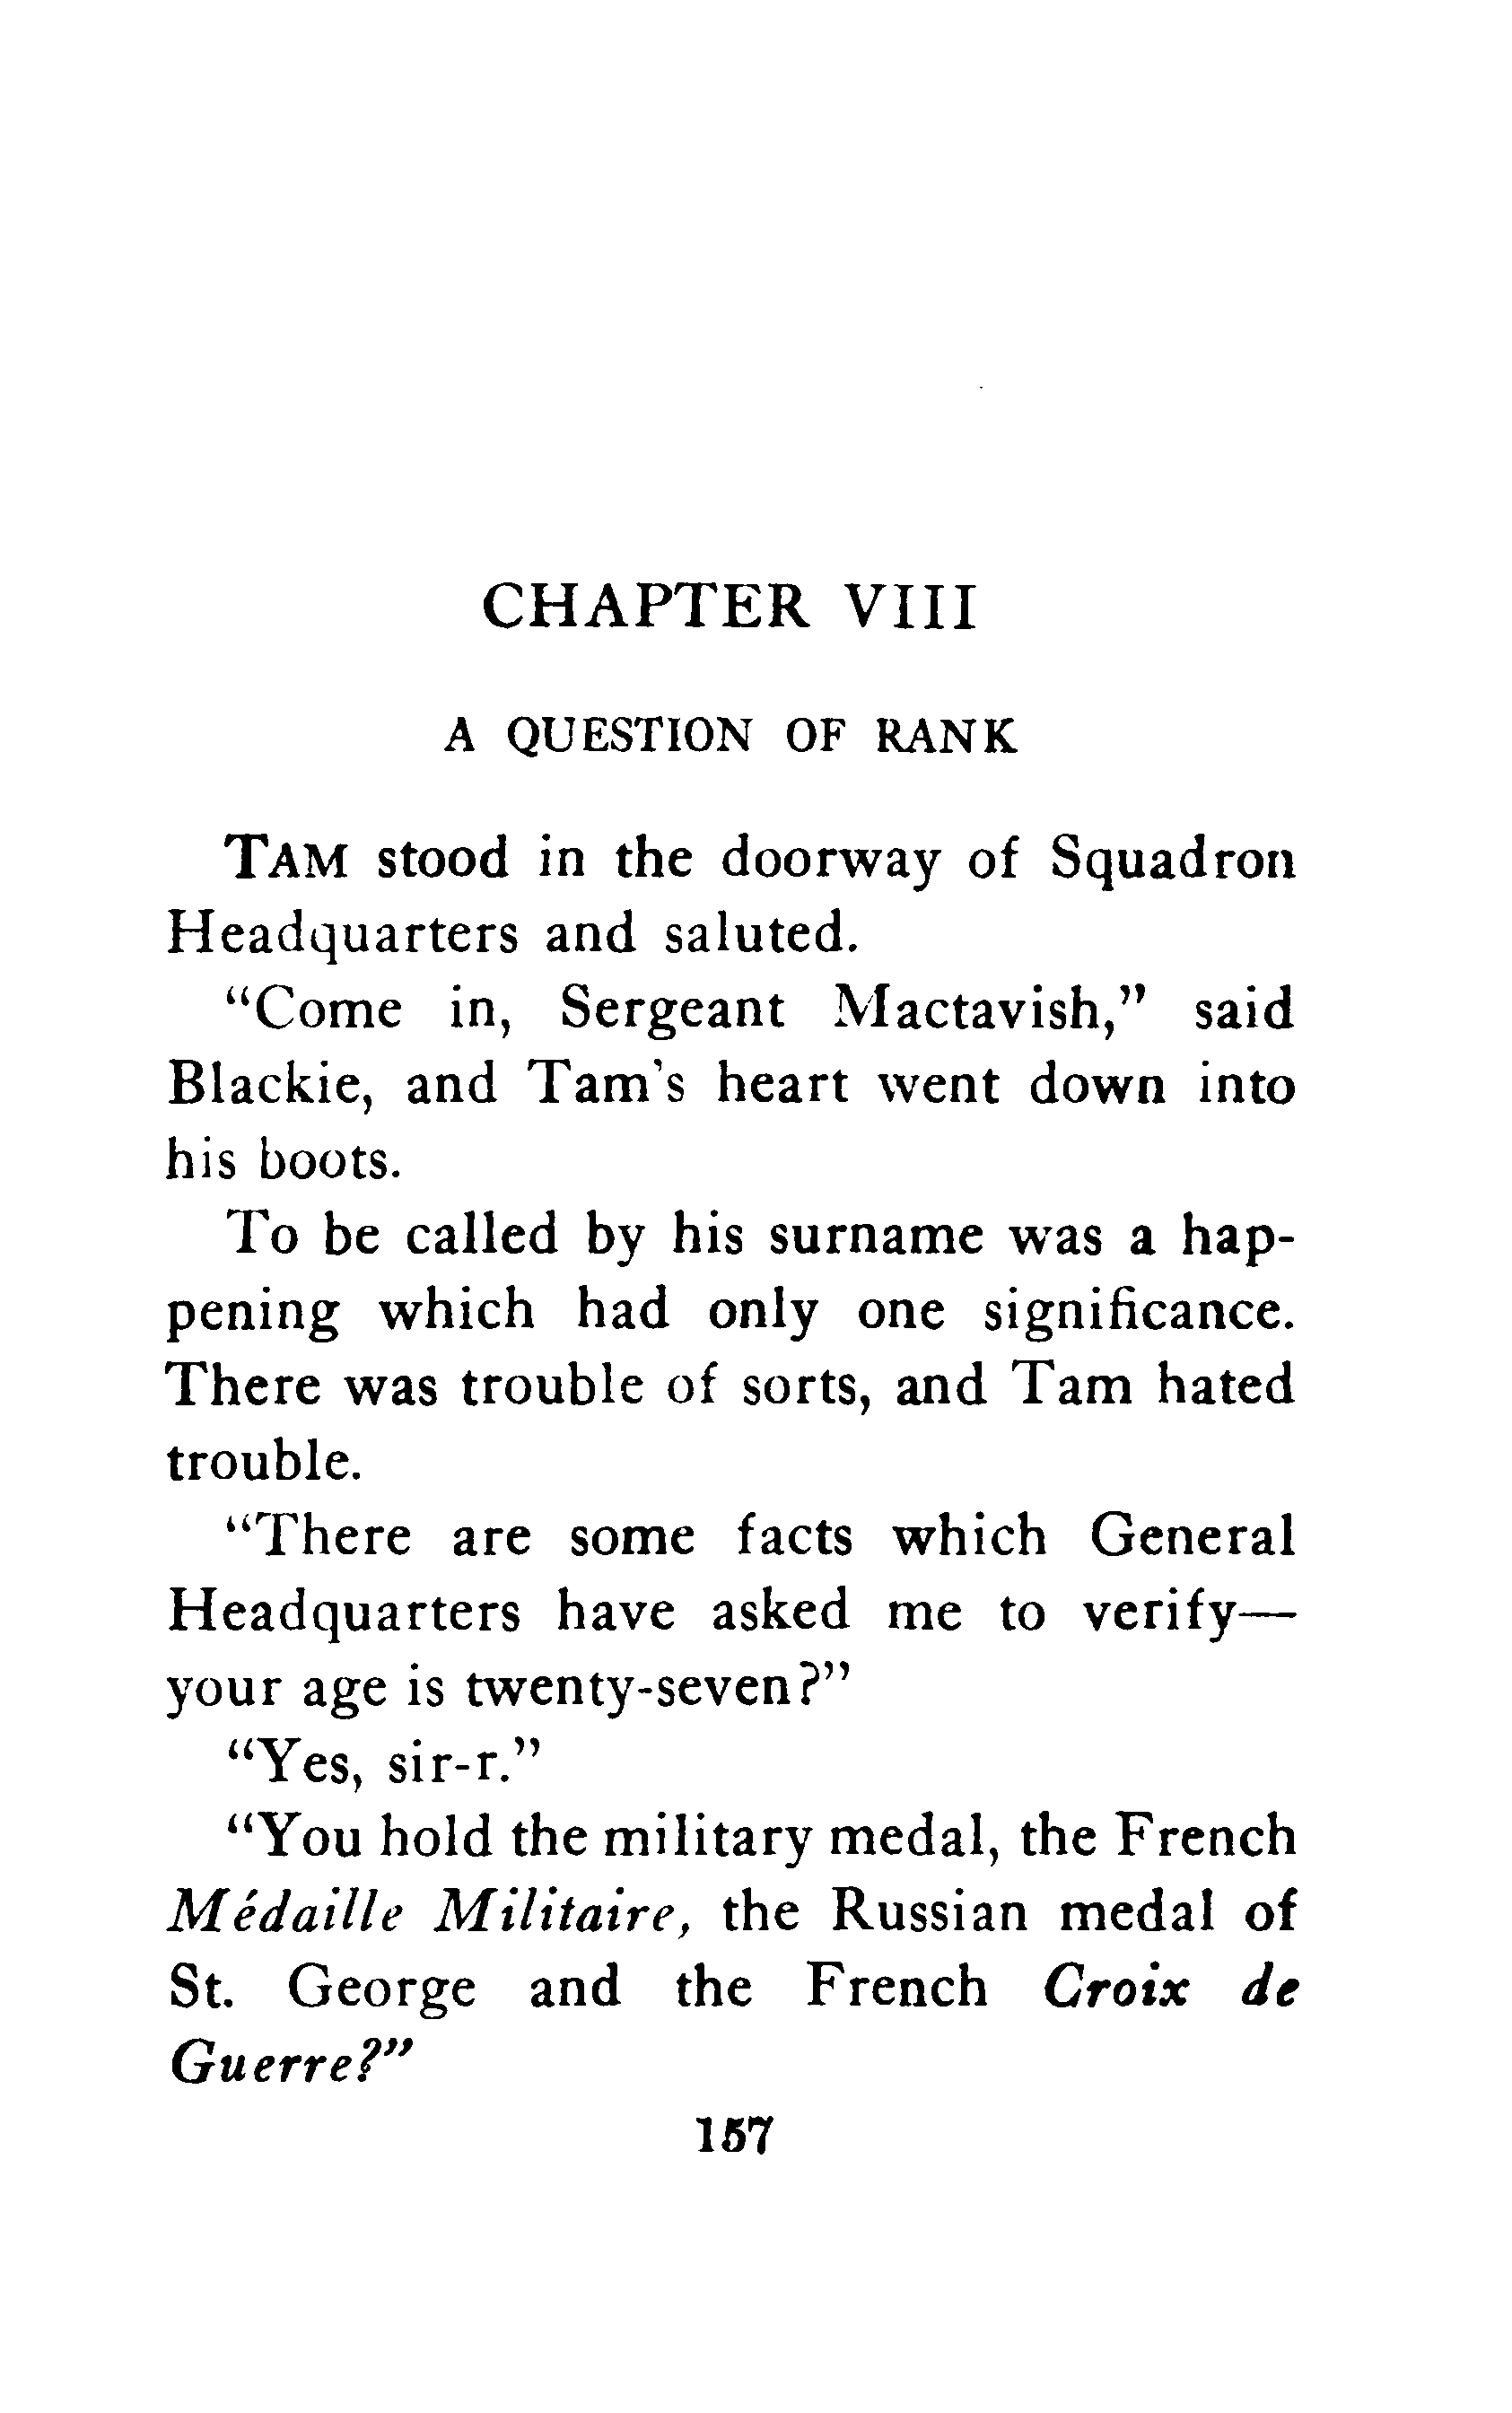 CHAPTER VIII
A QUESTION OF RANK
TAM stood in the doorway of Squadron
Headquarters and saluted.
“Come in, Sergeant Mactavish,” said
Blackie, and Tam's heart went down into
his boots.
To be called by his surname was a hap-
pening which had only one significance.
There was trouble of sorts, and Tam hated
trouble.
“There are some facts which General
Headquarters have asked me to verify—
your age is twenty-seven?”
“Yes, sir-r.”
“You hold the military medal, the French
Médaille Militaire, the Russian medal of
St. George and the French Croix de
Guerre?”
157